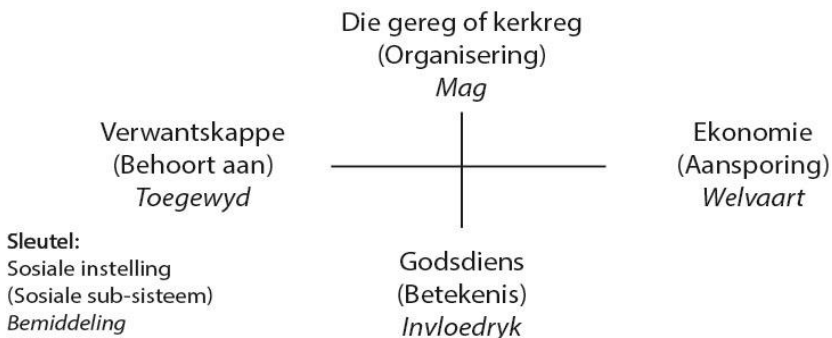 Die gereg of kerkreg
(Organisering)
Mag
Verwantskappe
(Behoort aan)
Toegewyd
Ekonomie
(Aansporing)
Welvaart
Godsdiens
(Betekenis)
Invloedryk
Sleutel:
Sosiale instelling
(Sosiale sub-sisteem)
Bemiddeling